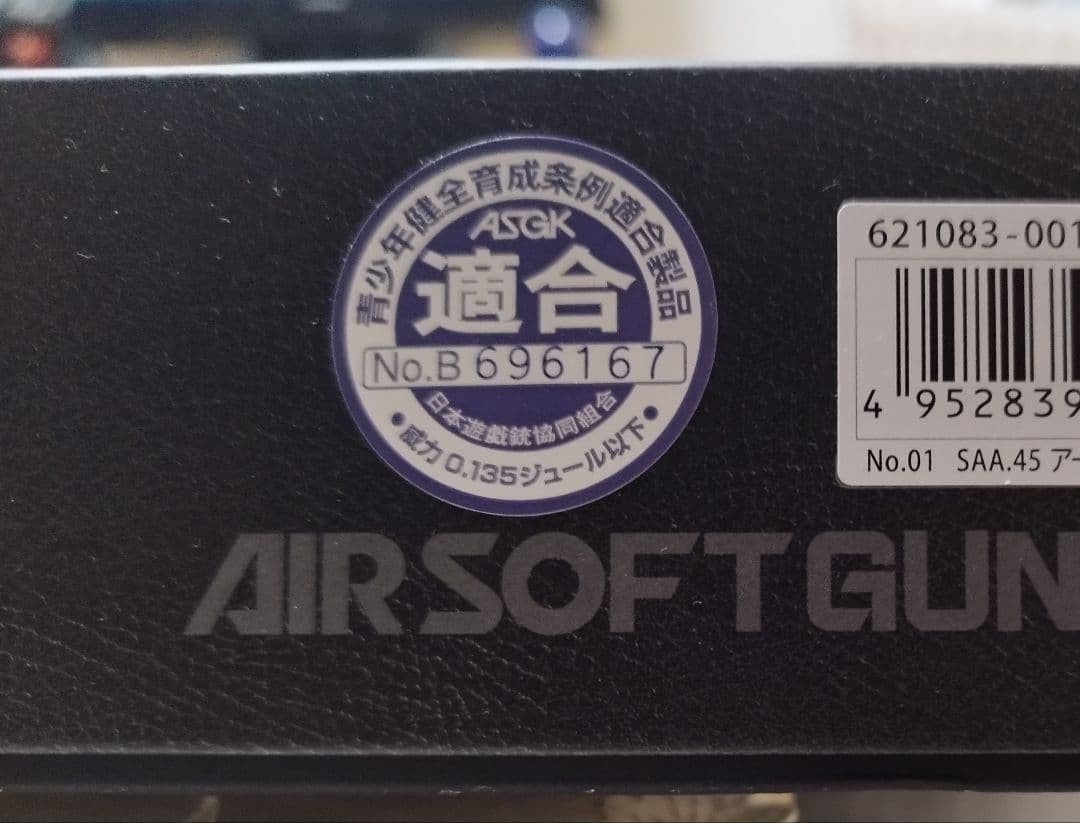 青少年健全育成条例適合製品
ASGK
適合
No.B 696167
日本遊戯銃協同組合
• 威力 0.135ジュール以下 •
621083-001
4 952839
No.01 SAA.45 アー
AIRSOFT GUN